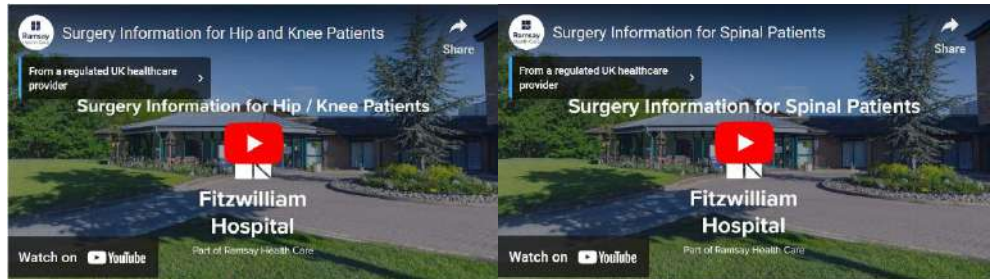 Surgery Information for Hip and Knee Patients
Share
From a regulated UK healthcare
provider
Surgery Information for Hip / Knee Patients
Fitzwilliam
Hospital
Part of Ramsay Health Care
Watch on YouTube
Surgery Information for Spinal Patients
Share
From a regulated UK healthcare
provider
Surgery Information for Spinal Patients
Fitzwilliam
Hospital
Part of Ramsay Health Care
Watch on YouTube